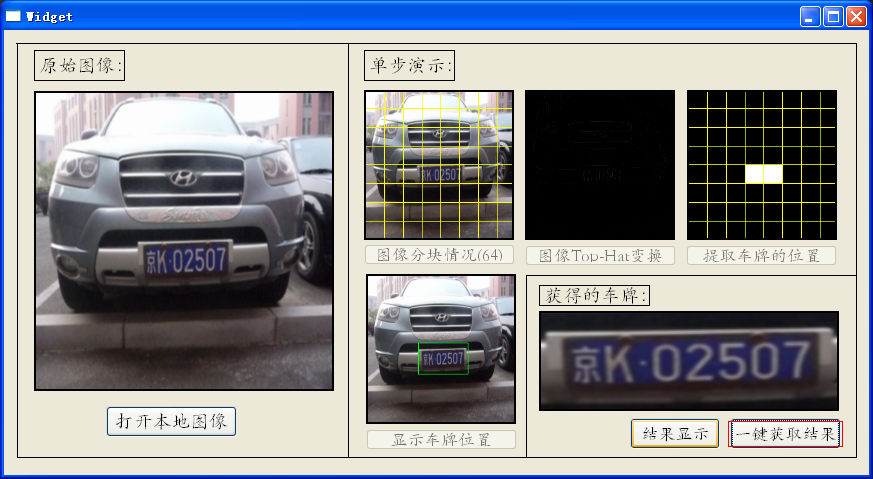 Widget
原始图像:
京K·02507
打开本地图像
单步演示:
图像分块情况(64)
图像Top-Hat变换
提取车牌的位置
京K·02507
显示车牌位置
获得的车牌:
京K·02507
结果显示
一键获取结果